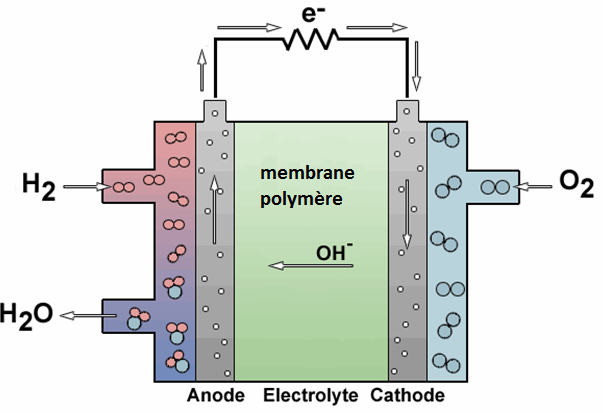 e-
membrane
polymère
H2
O2
OH-
H2O
Anode Electrolyte Cathode